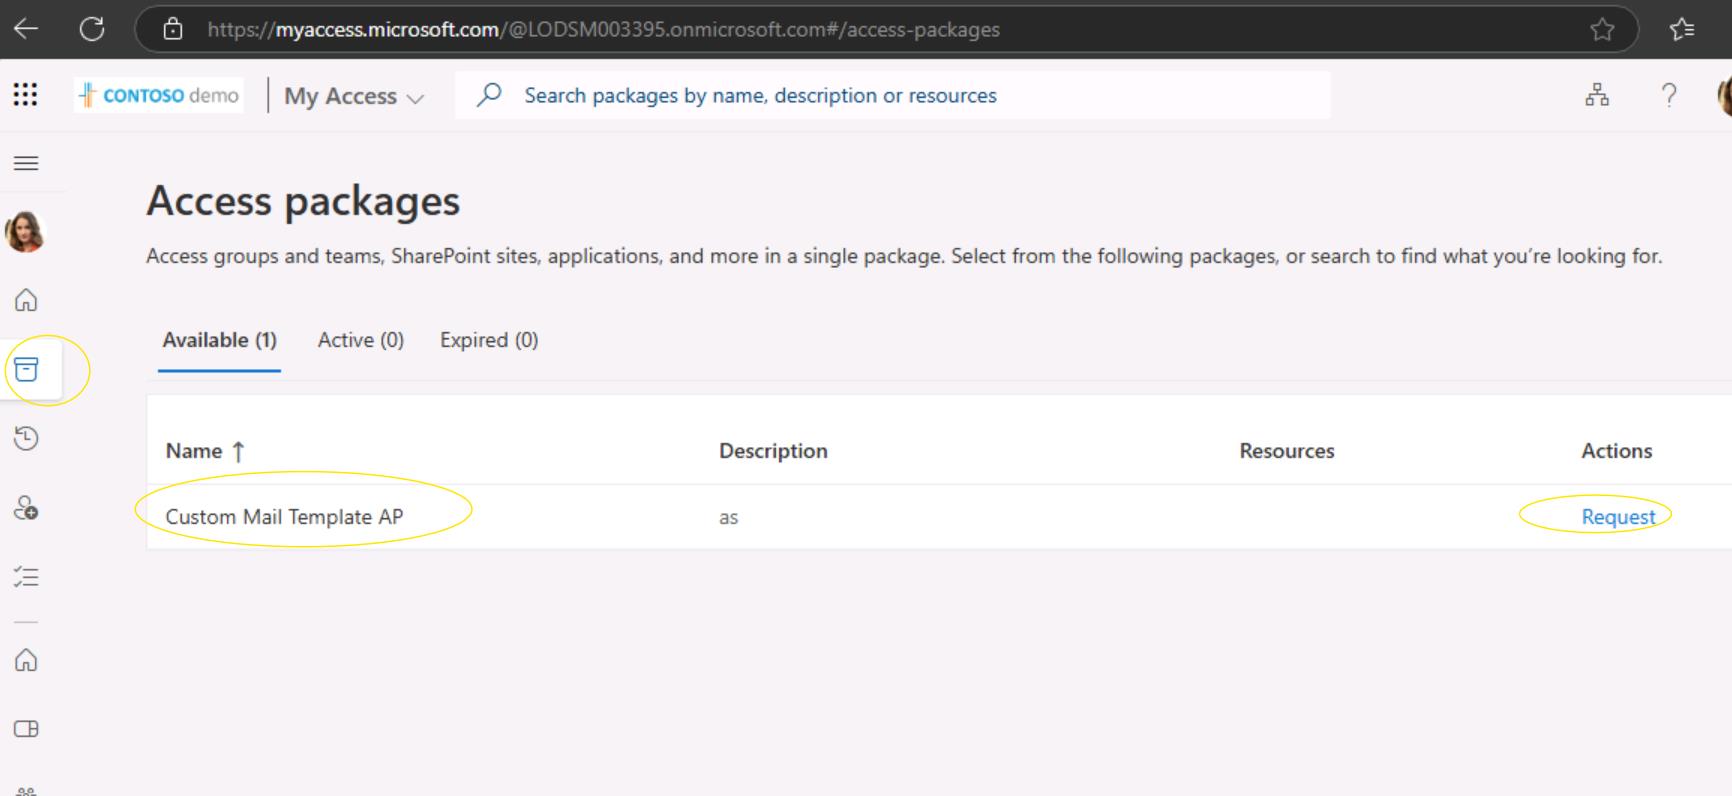 https://myaccess.microsoft.com/@LODSM003395.onmicrosoft.com#/access-packages
CONTOSO demo
My Access
Search packages by name, description or resources
?
Access packages
Access groups and teams, SharePoint sites, applications, and more in a single package. Select from the following packages, or search to find what you’re looking for.
Available (1) Active (0) Expired (0)
Name ↑ Description Resources Actions
Custom Mail Template AP as Request